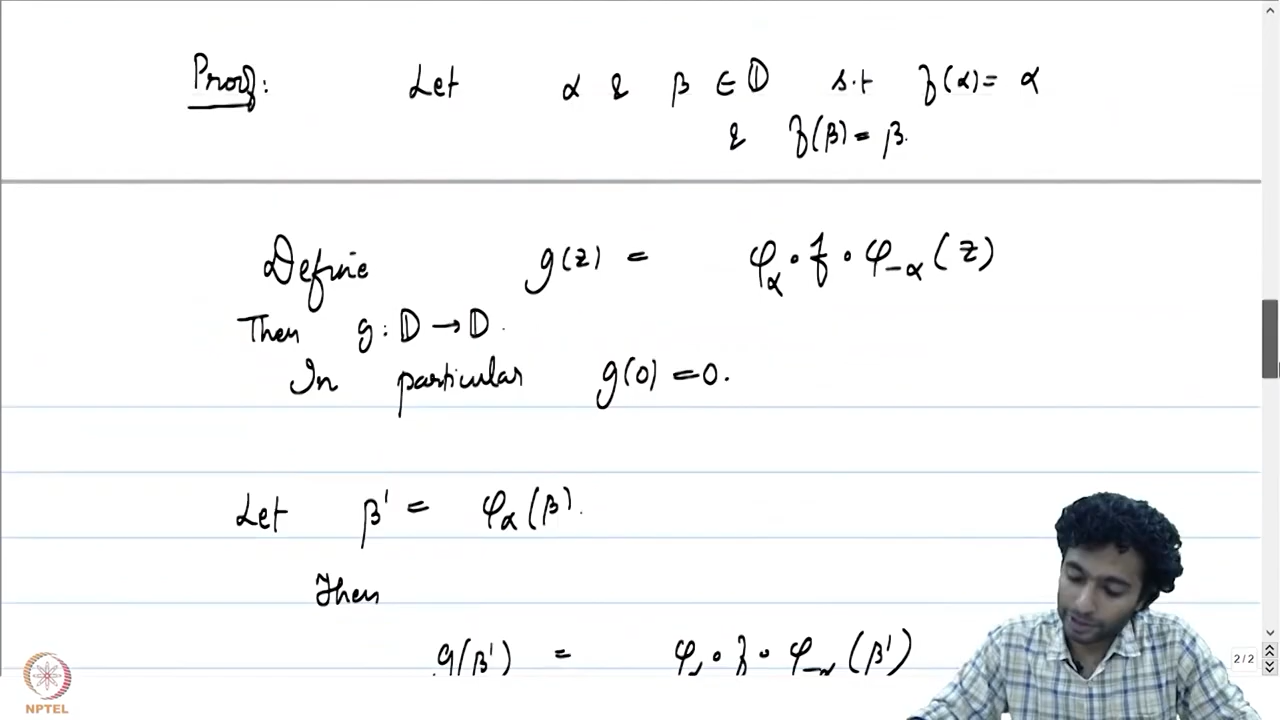 Proof: Let α & β ∈ 𝔻 s.t f(α) = α
& f(β) = β.
Define g(z) = φ_α ∘ f ∘ φ_{-α}(z)
Then g : 𝔻 → 𝔻.
In particular g(0) = 0.
Let β' = φ_α(β).
Then
g(β') = φ_α ∘ f ∘ φ_{-α}(β')
2 / 2
NPTEL